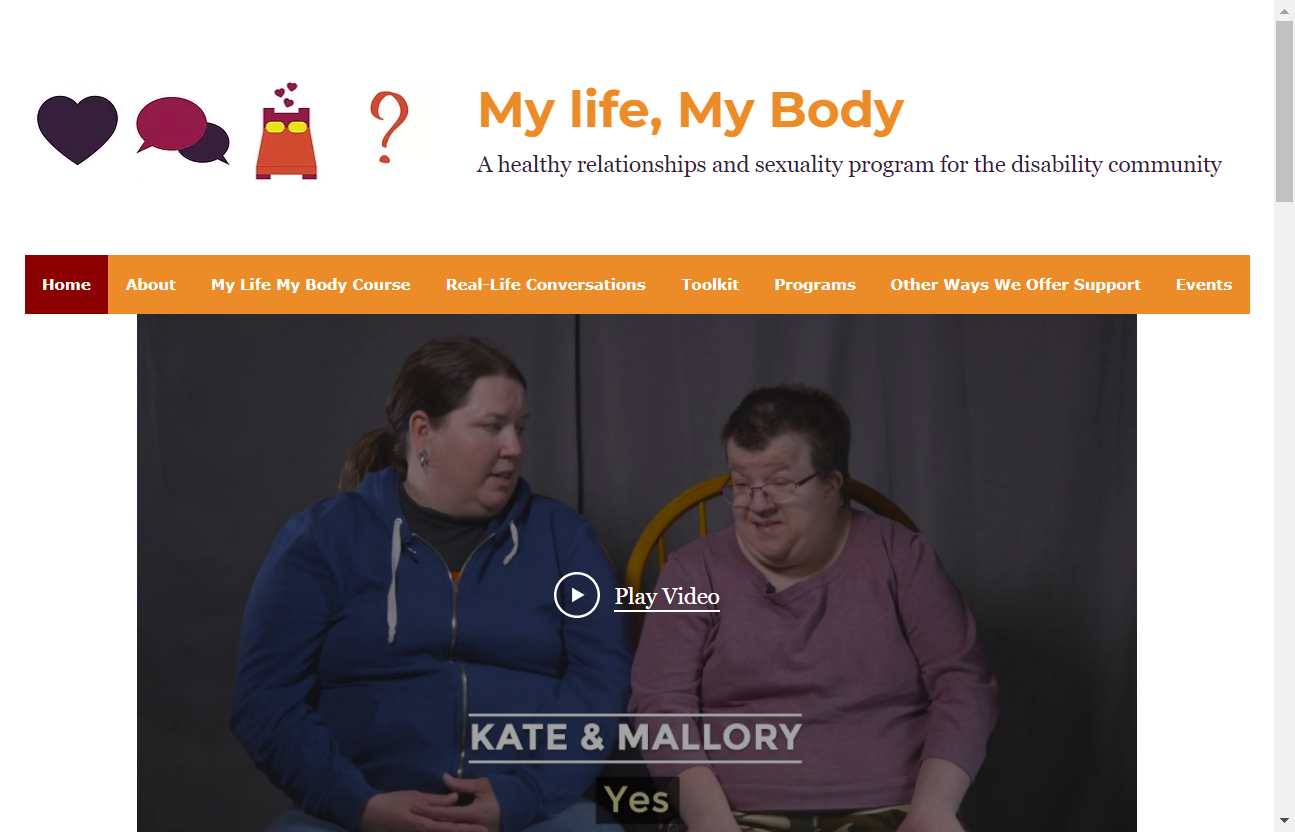 My life, My Body
A healthy relationships and sexuality program for the disability community
Home About My Life My Body Course Real-Life Conversations Toolkit Programs Other Ways We Offer Support Events
Play Video
KATE & MALLORY
Yes